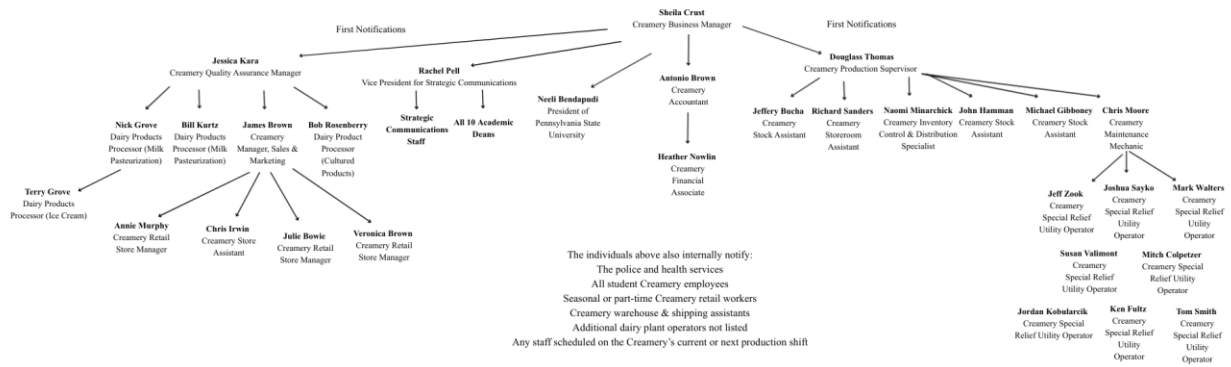 Sheila Crust
Creamery Business Manager
First Notifications
First Notifications
Jessica Kara
Creamery Quality Assurance Manager
Rachel Pell
Vice President for Strategic Communications
Neeli Bendapudi
President of
Pennsylvania State
University
Antonio Brown
Creamery
Accountant
Douglass Thomas
Creamery Production Supervisor
Nick Grove
Dairy Products
Processor (Milk
Pasteurization)
Bill Kurtz
Dairy Products
Processor (Milk
Pasteurization)
James Brown
Creamery
Manager, Sales &
Marketing
Bob Rosenberry
Dairy Product
Processor
(Cultured
Products)
Strategic
Communications
Staff
All 10 Academic
Deans
Heather Nowlin
Creamery
Financial
Associate
Jeffery Bucha
Creamery
Stock Assistant
Richard Sanders
Creamery
Storeroom
Assistant
Naomi Minarchick
Creamery Inventory
Control & Distribution
Specialist
John Hamman
Creamery Stock
Assistant
Michael Gibboney
Creamery Stock
Assistant
Chris Moore
Creamery
Maintenance
Mechanic
Terry Grove
Dairy Products
Processor (Ice Cream)
Annie Murphy
Creamery Retail
Store Manager
Chris Irwin
Creamery Store
Assistant
Julie Bowie
Creamery Retail
Store Manager
Veronica Brown
Creamery Retail
Store Manager
Jeff Zook
Creamery
Special Relief
Utility Operator
Joshua Sayko
Creamery
Special Relief
Utility
Operator
Mark Walters
Creamery
Special Relief
Utility
Operator
Susan Valimont
Creamery
Special Relief
Utility Operator
Mitch Colpetzer
Creamery Special
Relief Utility
Operator
Jordan Kobularcik
Creamery Special
Relief Utility Operator
Ken Fultz
Creamery
Special Relief
Utility
Operator
Tom Smith
Creamery
Special Relief
Utility
Operator
The individuals above also internally notify:
The police and health services
All student Creamery employees
Seasonal or part-time Creamery retail workers
Creamery warehouse & shipping assistants
Additional dairy plant operators not listed
Any staff scheduled on the Creamery's current or next production shift